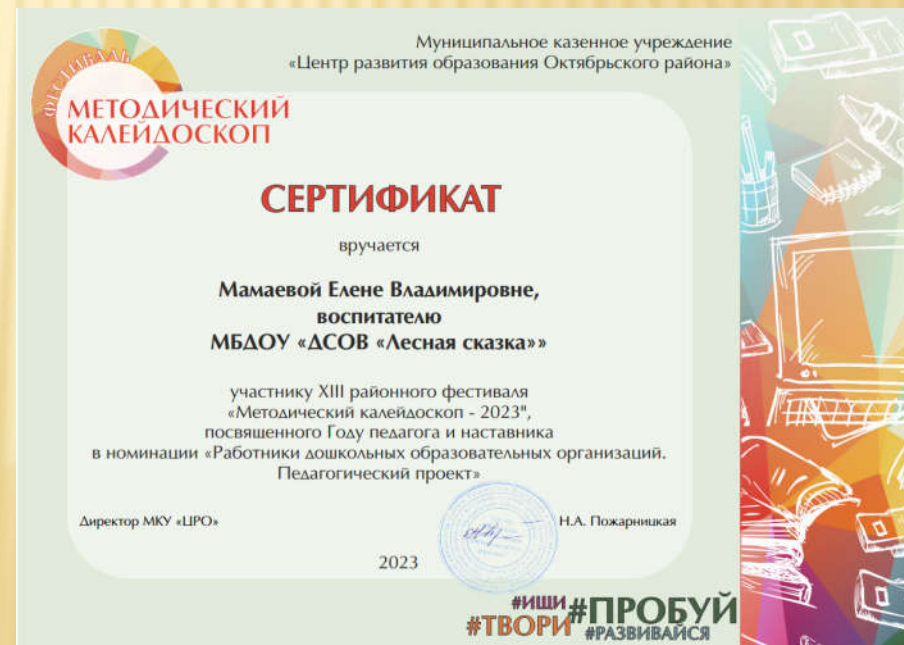 Муниципальное казенное учреждение
«Центр развития образования Октябрьского района»
ФЕСТИВАЛЬ
МЕТОДИЧЕСКИЙ
КАЛЕЙДОСКОП
СЕРТИФИКАТ
вручается
Мамаевой Елене Владимировне,
воспитателю
МБДОУ «ДСОВ «Лесная сказка»»
участнику XIII районного фестиваля
«Методический калейдоскоп - 2023",
посвященного Году педагога и наставника
в номинации «Работники дошкольных образовательных организаций.
Педагогический проект»
Директор МКУ «ЦРО»
Н.А. Пожарницкая
2023
#ИЩИ #ПРОБУЙ
#ТВОРИ #РАЗВИВАЙСЯ